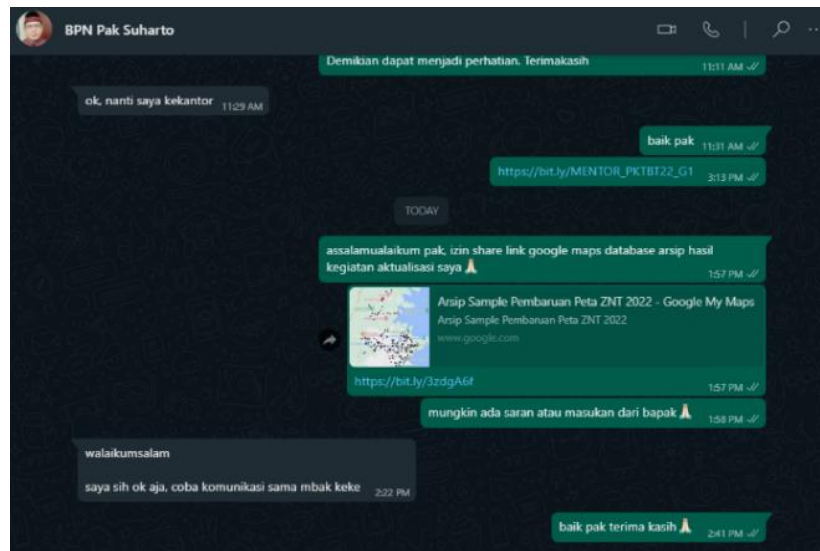 BPN Pak Suharto
Demikian dapat menjadi perhatian. Terimakasih
11:11 AM
ok, nanti saya kekantor 11:29 AM
baik pak 11:31 AM
https://bit.ly/MENTOR_PKTBT22_G1 3:13 PM
TODAY
assalamualaikum pak, izin share link google maps database arsip hasil
kegiatan aktualisasi saya 🙏🏻
1:57 PM
Arsip Sample Pembaruan Peta ZNT 2022 - Google My Maps
Arsip Sample Pembaruan Peta ZNT 2022
www.google.com
https://bit.ly/3zdgA6f 1:57 PM
mungkin ada saran atau masukan dari bapak 🙏🏻 1:58 PM
walaikumsalam
saya sih ok aja, coba komunikasi sama mbak keke 2:22 PM
baik pak terima kasih 🙏🏻 2:41 PM